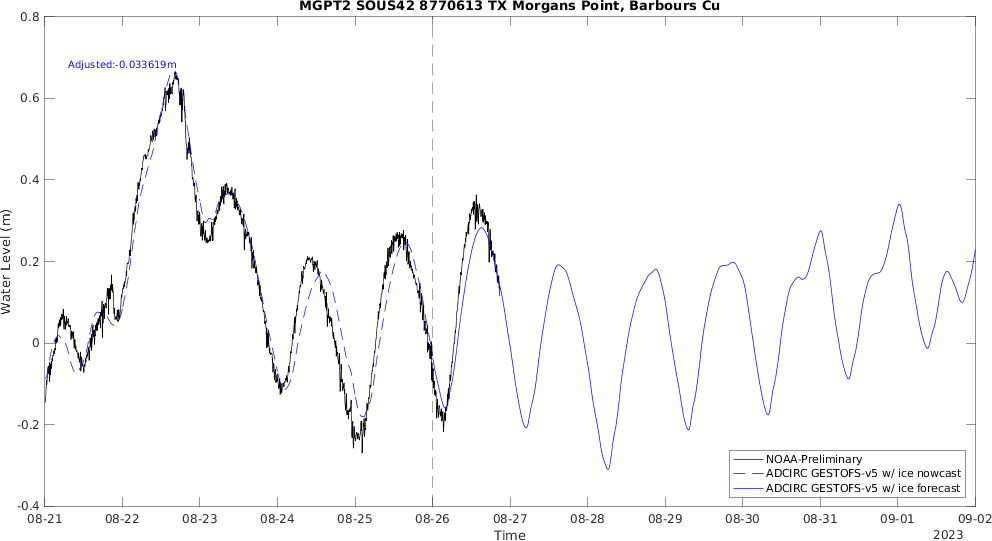 MGPT2 SOUS42 8770613 TX Morgans Point, Barbours Cu
Adjusted:-0.033619m
Water Level (m)
0.8
0.6
0.4
0.2
0
-0.2
-0.4
NOAA-Preliminary
ADCIRC GESTOFS-v5 w/ ice nowcast
ADCIRC GESTOFS-v5 w/ ice forecast
08-21 08-22 08-23 08-24 08-25 08-26 08-27 08-28 08-29 08-30 08-31 09-01 09-02
Time
2023